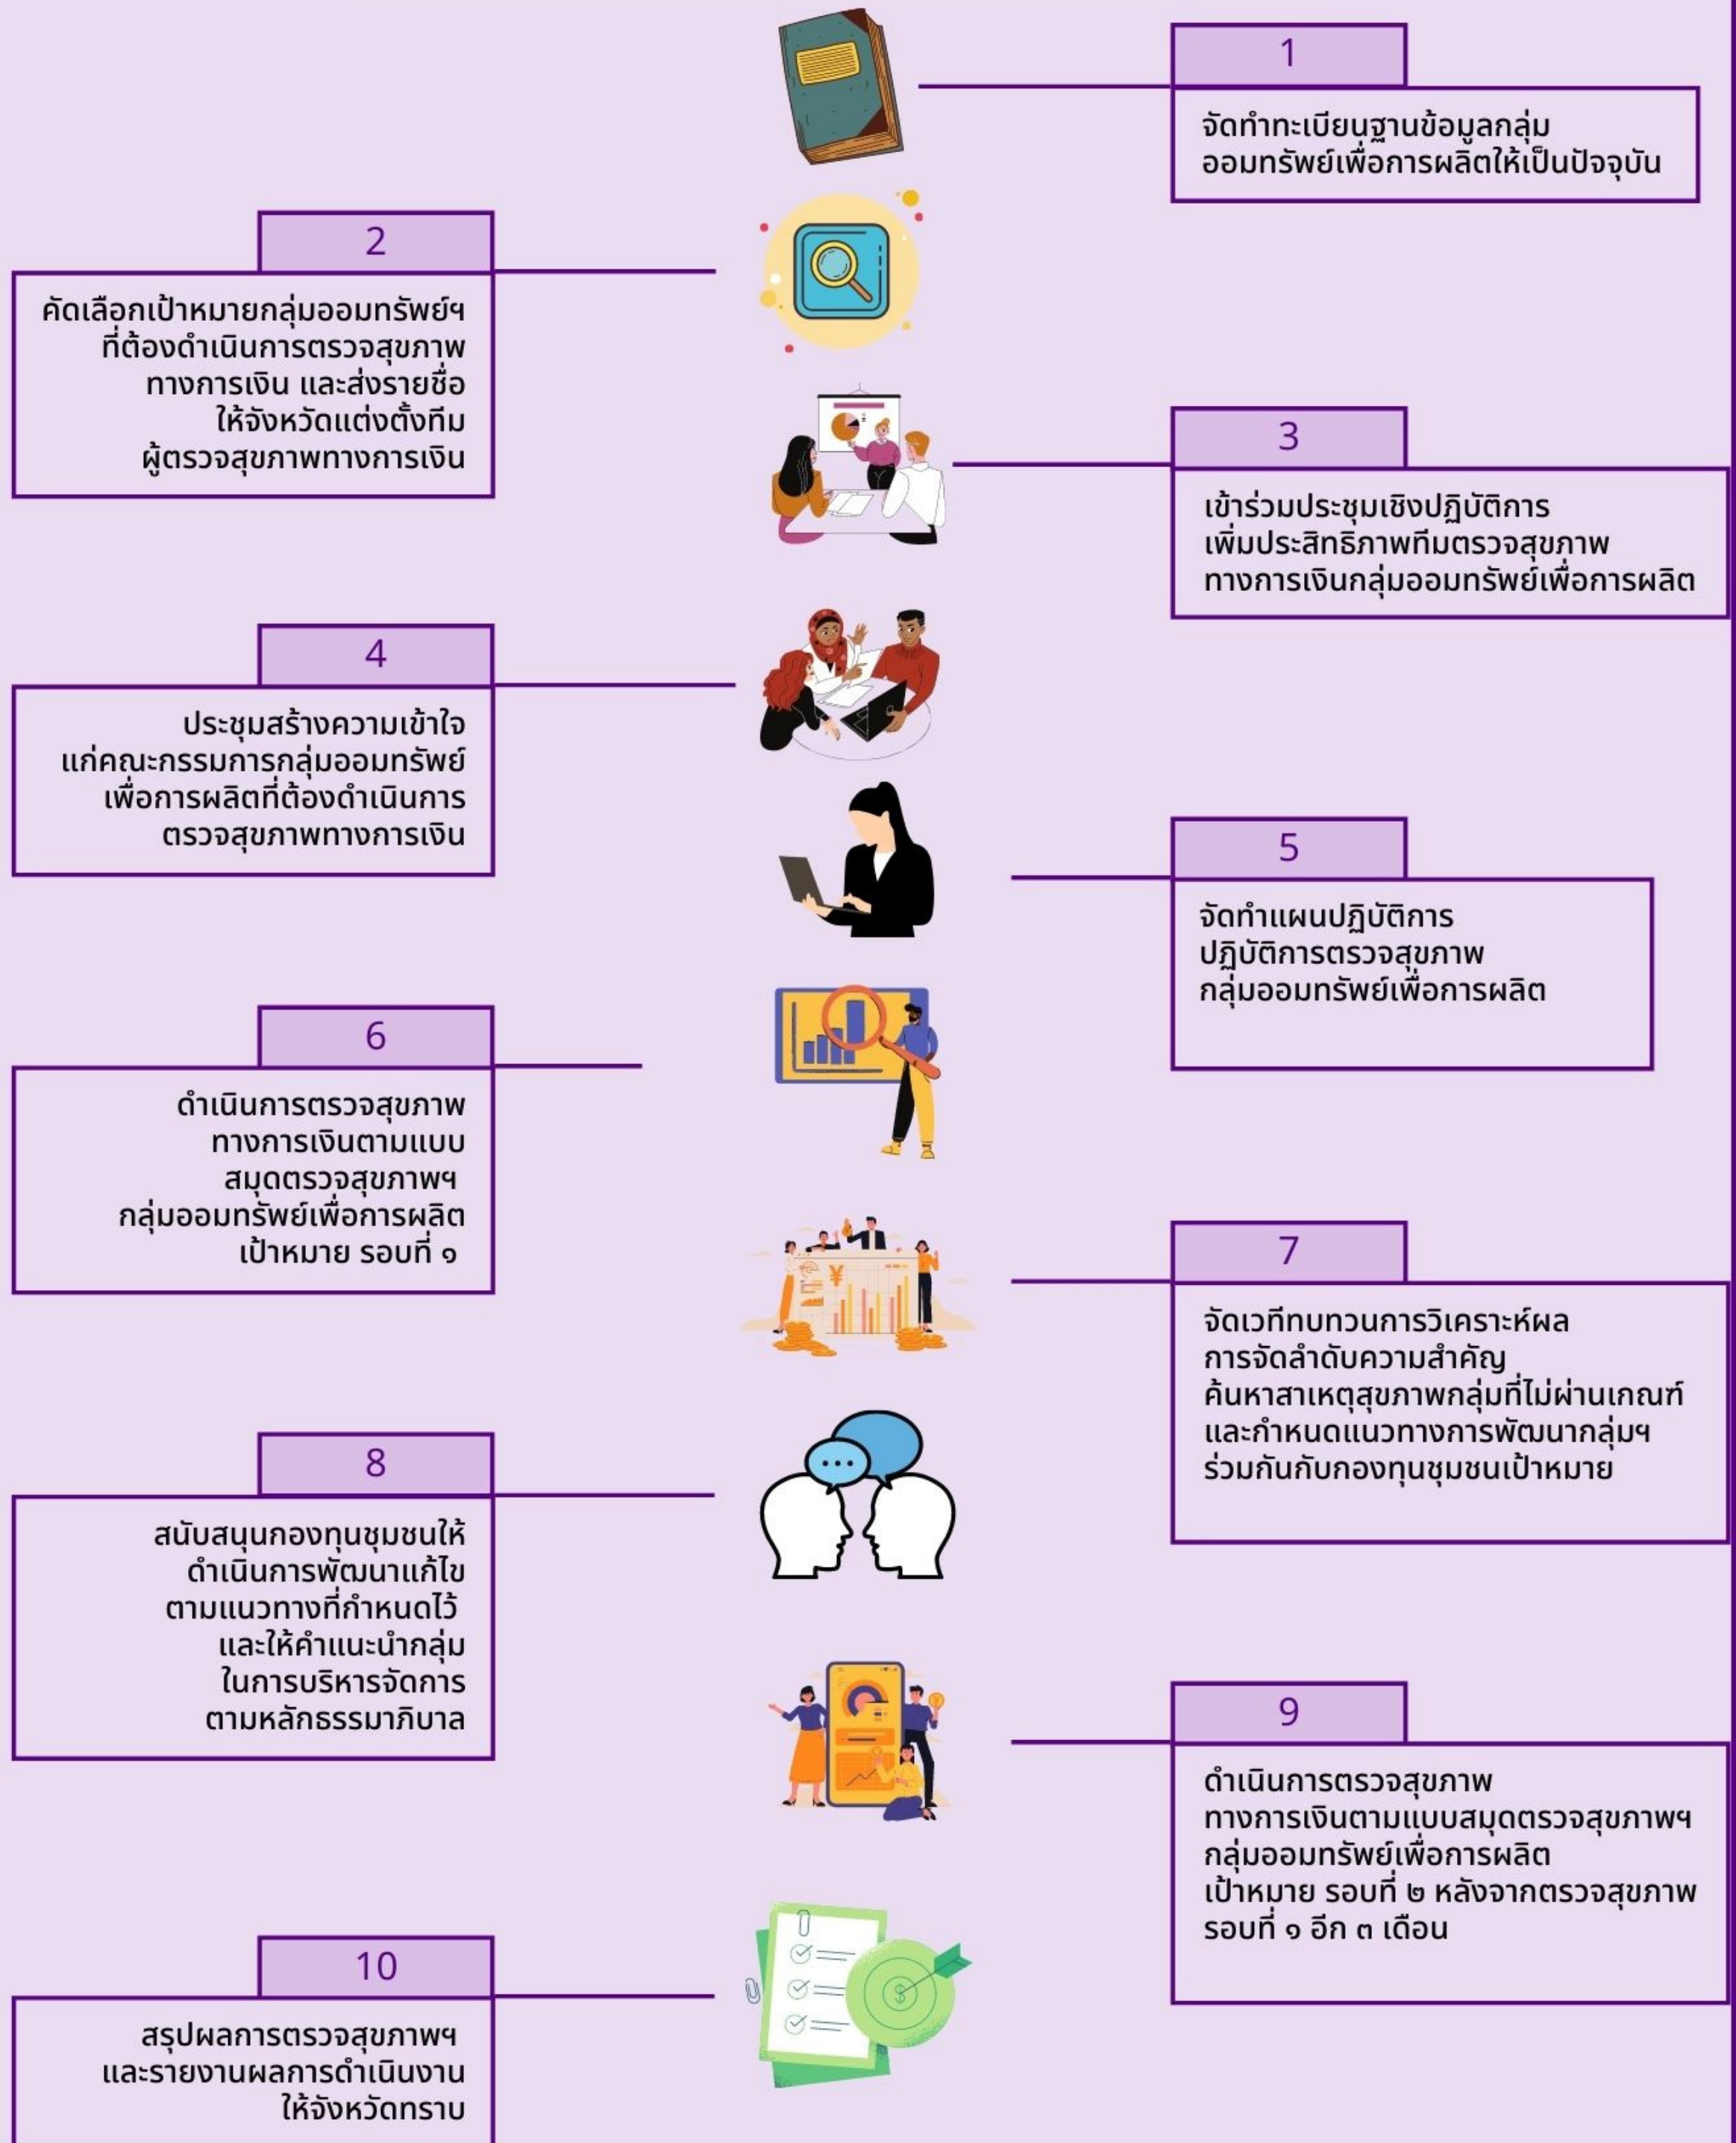 1
จัดทำทะเบียนฐานข้อมูลกลุ่ม
ออมทรัพย์เพื่อการผลิตให้เป็นปัจจุบัน
2
คัดเลือกเป้าหมายกลุ่มออมทรัพย์ฯ
ที่ต้องดำเนินการตรวจสุขภาพ
ทางการเงิน และส่งรายชื่อ
ให้จังหวัดแต่งตั้งทีม
ผู้ตรวจสุขภาพทางการเงิน
3
เข้าร่วมประชุมเชิงปฏิบัติการ
เพิ่มประสิทธิภาพทีมตรวจสุขภาพ
ทางการเงินกลุ่มออมทรัพย์เพื่อการผลิต
4
ประชุมสร้างความเข้าใจ
แก่คณะกรรมการกลุ่มออมทรัพย์
เพื่อการผลิตที่ต้องดำเนินการ
ตรวจสุขภาพทางการเงิน
5
จัดทำแผนปฏิบัติการ
ปฏิบัติการตรวจสุขภาพ
กลุ่มออมทรัพย์เพื่อการผลิต
6
ดำเนินการตรวจสุขภาพ
ทางการเงินตามแบบ
สมุดตรวจสุขภาพฯ
กลุ่มออมทรัพย์เพื่อการผลิต
เป้าหมาย รอบที่ ๑
7
จัดเวทีทบทวนการวิเคราะห์ผล
การจัดลำดับความสำคัญ
ค้นหาสาเหตุสุขภาพกลุ่มที่ไม่ผ่านเกณฑ์
และกำหนดแนวทางการพัฒนากลุ่มฯ
ร่วมกันกับกองทุนชุมชนเป้าหมาย
8
สนับสนุนกองทุนชุมชนให้
ดำเนินการพัฒนาแก้ไข
ตามแนวทางที่กำหนดไว้
และให้คำแนะนำกลุ่ม
ในการบริหารจัดการ
ตามหลักธรรมาภิบาล
9
ดำเนินการตรวจสุขภาพ
ทางการเงินตามแบบสมุดตรวจสุขภาพฯ
กลุ่มออมทรัพย์เพื่อการผลิต
เป้าหมาย รอบที่ ๒ หลังจากตรวจสุขภาพ
รอบที่ ๑ อีก ๓ เดือน
10
สรุปผลการตรวจสุขภาพฯ
และรายงานผลการดำเนินงาน
ให้จังหวัดทราบ